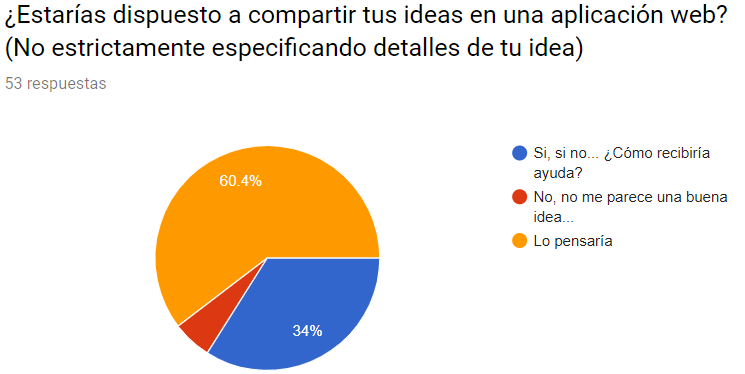 ¿Estarías dispuesto a compartir tus ideas en una aplicación web?
(No estrictamente especificando detalles de tu idea)
53 respuestas
60.4%
34%
Si, si no... ¿Cómo recibiría
ayuda?
No, no me parece una buena
idea...
Lo pensaría